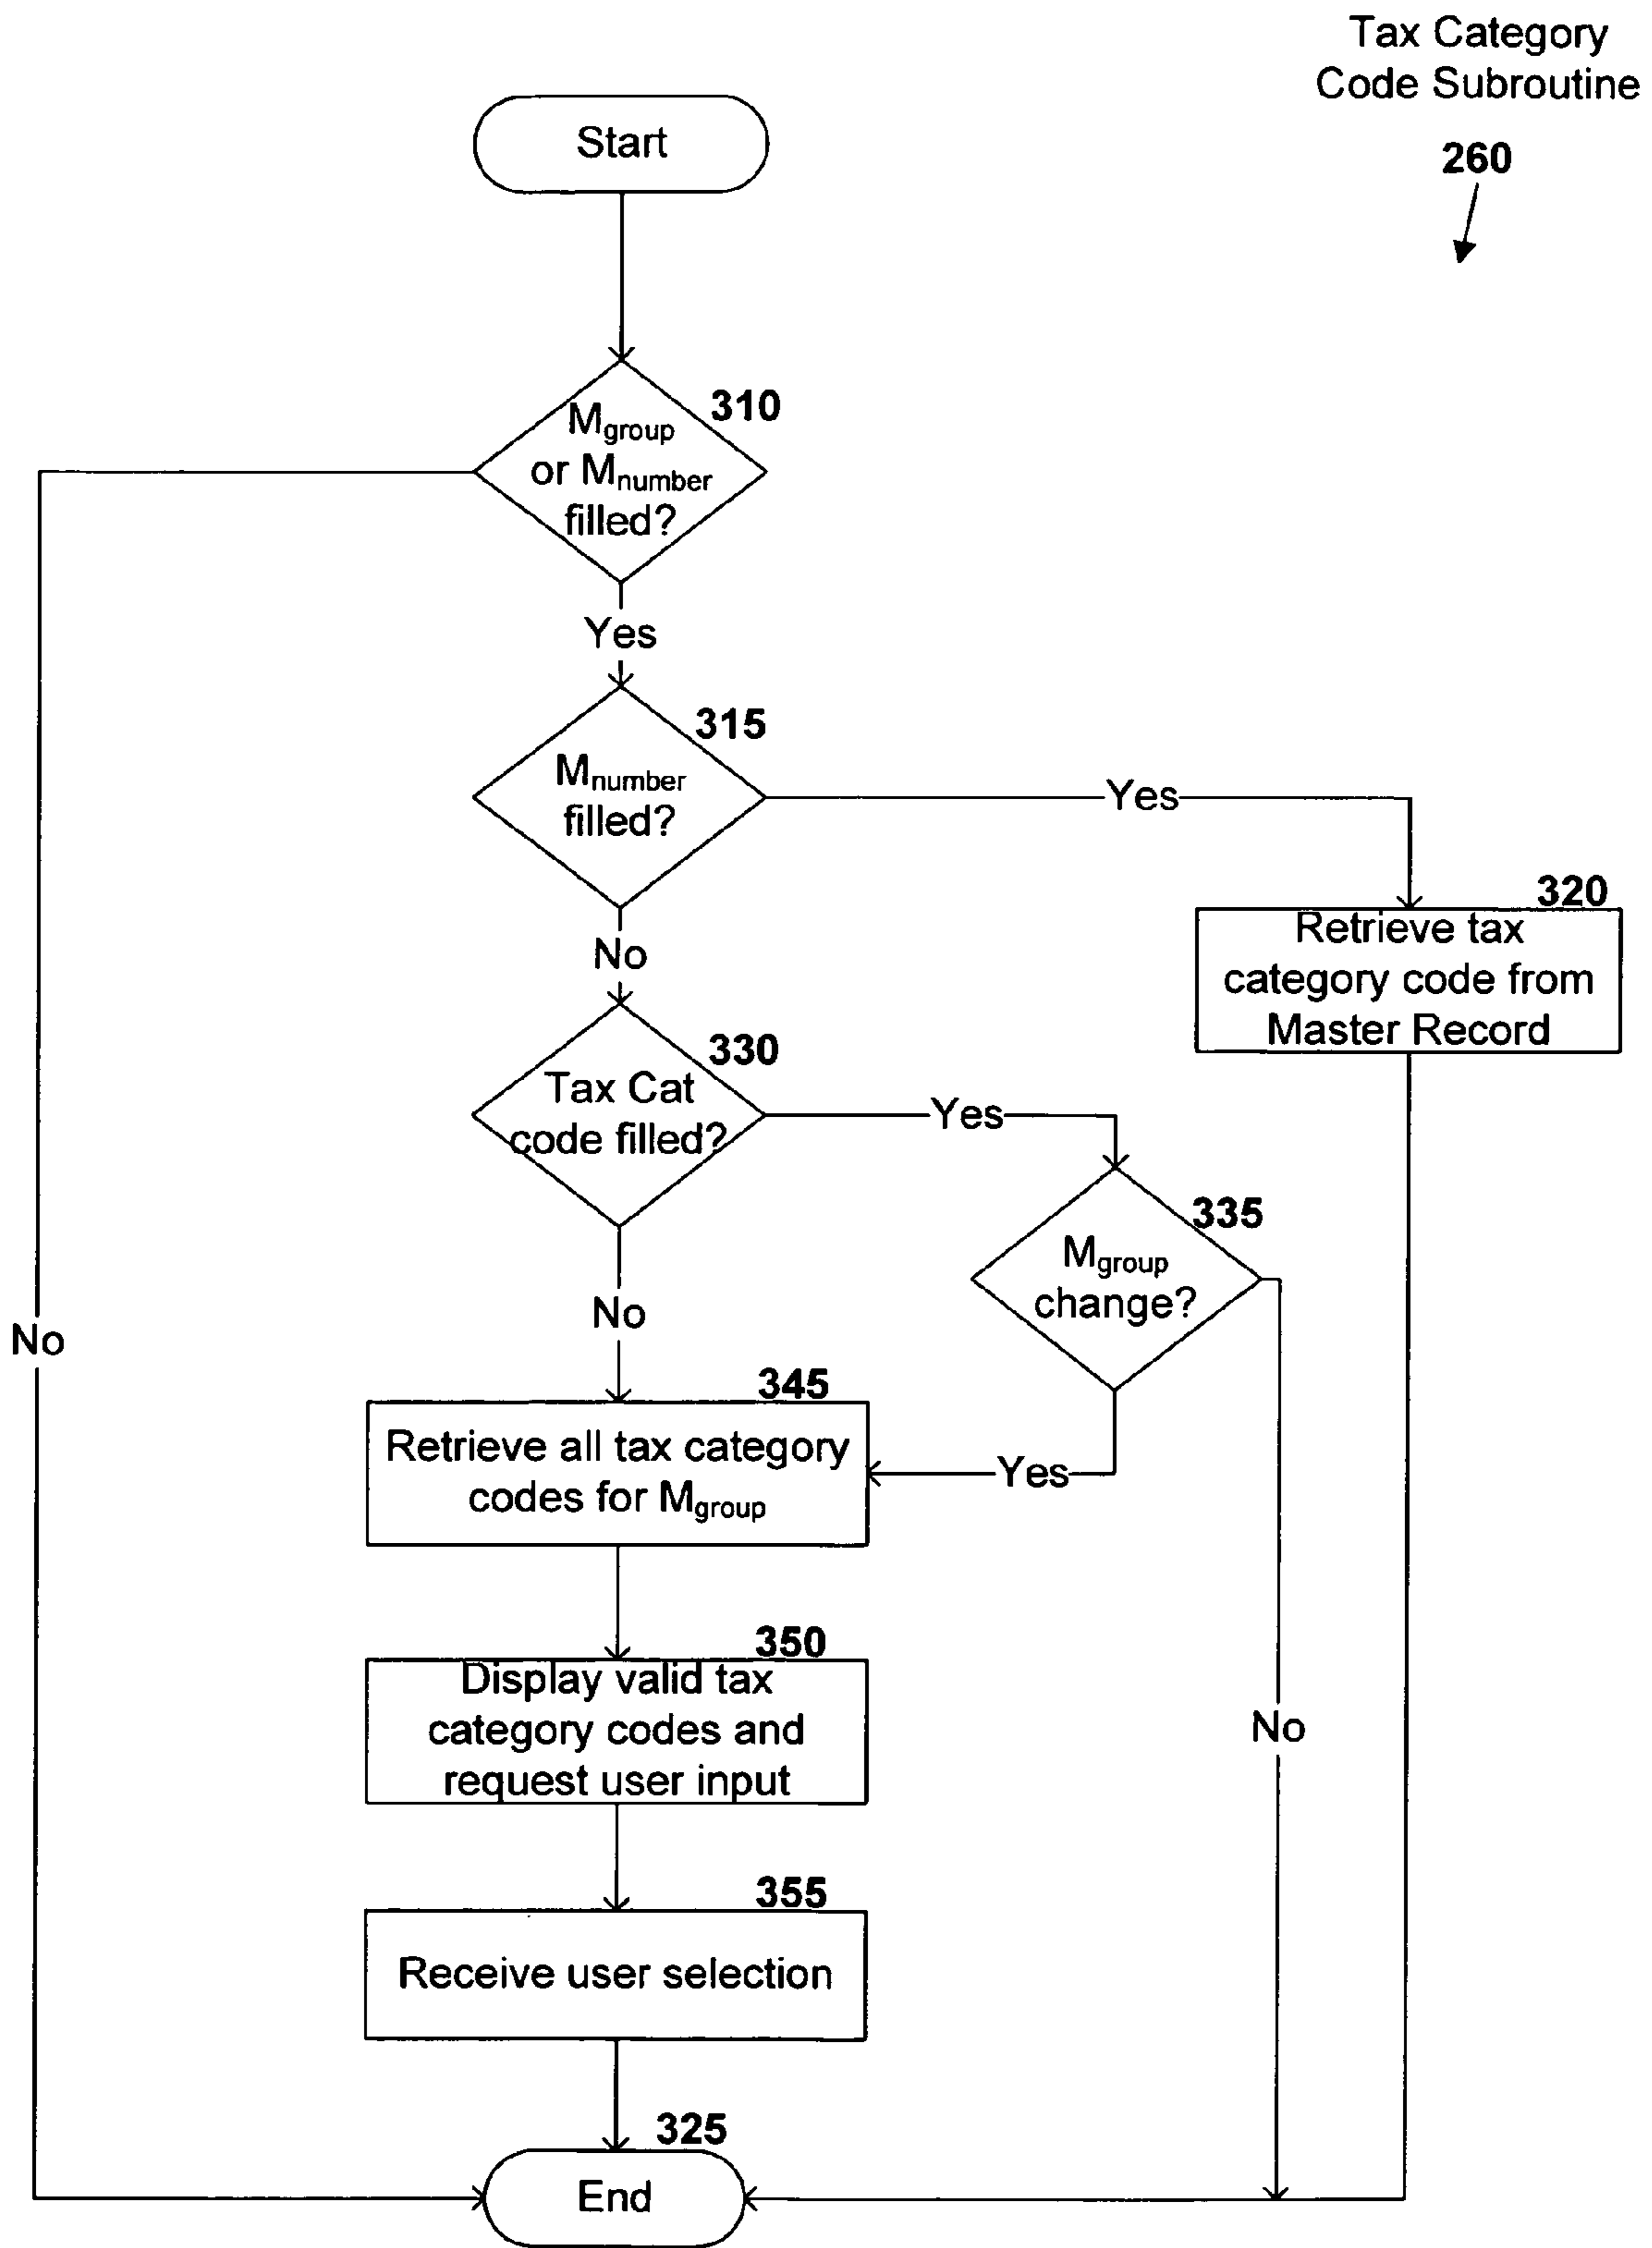 Tax Category
Code Subroutine
260
Start
310
Mgroup
or Mnumber
filled?
Yes
315
Mnumber
filled?
Yes
320
Retrieve tax
category code from
Master Record
No
330
Tax Cat
code filled?
Yes
335
Mgroup
change?
No
No
345
Retrieve all tax category
codes for Mgroup
Yes
350
Display valid tax
category codes and
request user input
No
355
Receive user selection
325
End